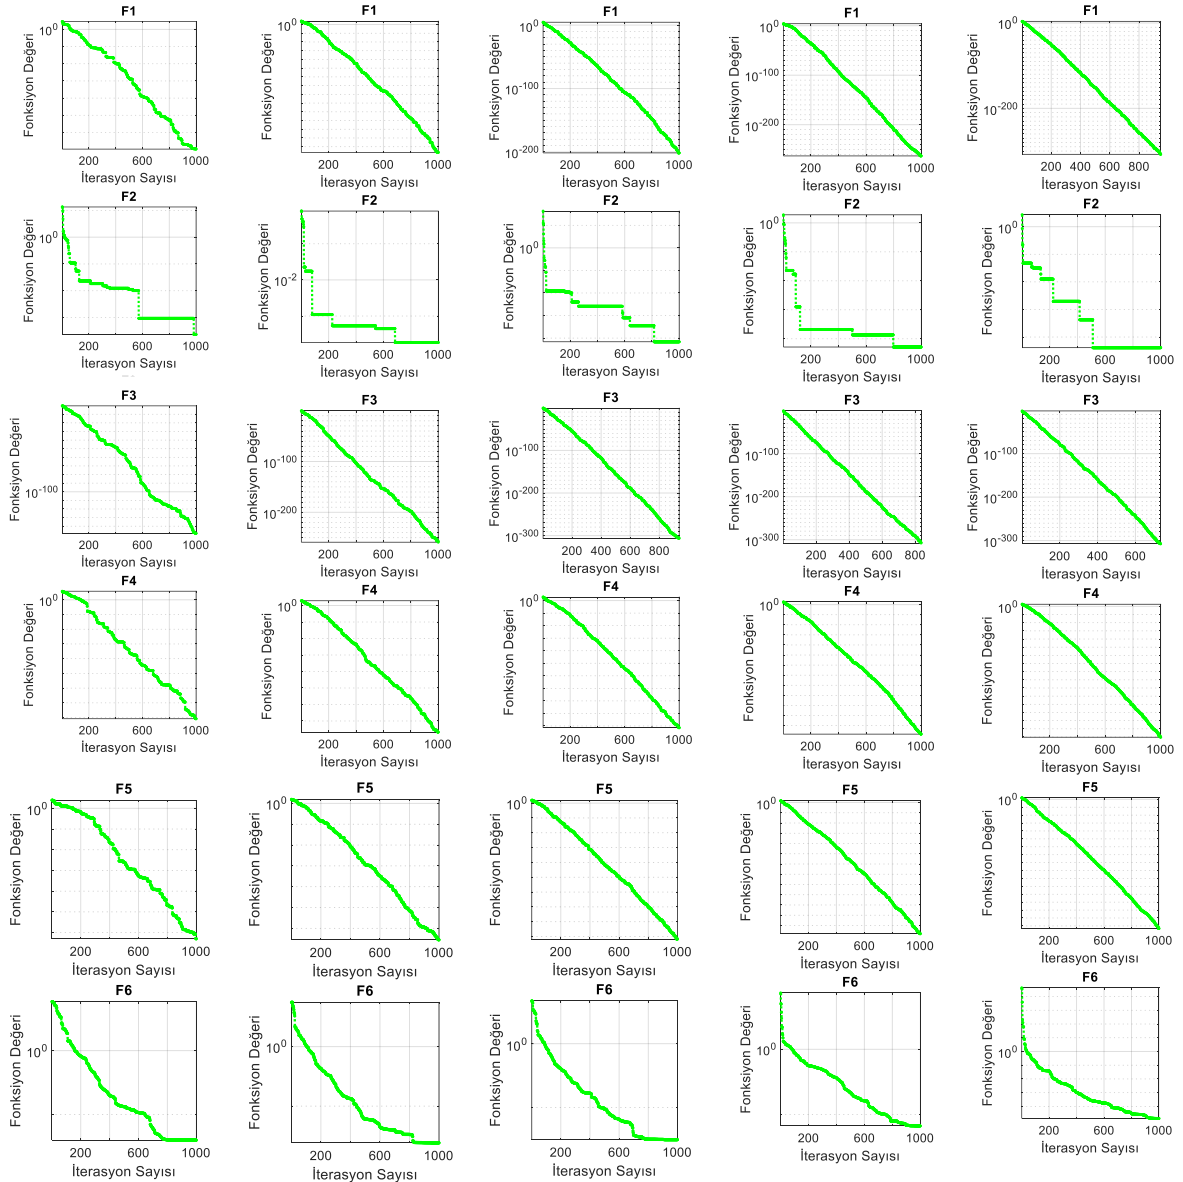 F1
Fonksiyon Değeri
10^0
200 600 1000
İterasyon Sayısı
F1
Fonksiyon Değeri
10^0
200 600 1000
İterasyon Sayısı
F1
Fonksiyon Değeri
10^0
10^-100
10^-200
200 600 1000
İterasyon Sayısı
F1
Fonksiyon Değeri
10^0
10^-100
10^-200
200 600 1000
İterasyon Sayısı
F1
Fonksiyon Değeri
10^0
10^-200
200 400 600 800
İterasyon Sayısı
F2
Fonksiyon Değeri
10^0
200 600 1000
İterasyon Sayısı
F2
Fonksiyon Değeri
10^-2
200 600 1000
İterasyon Sayısı
F2
Fonksiyon Değeri
10^0
200 600 1000
İterasyon Sayısı
F2
Fonksiyon Değeri
10^0
200 600 1000
İterasyon Sayısı
F2
Fonksiyon Değeri
10^0
200 600 1000
İterasyon Sayısı
F3
Fonksiyon Değeri
10^-100
200 600 1000
İterasyon Sayısı
F3
Fonksiyon Değeri
10^-100
10^-200
200 600 1000
İterasyon Sayısı
F3
Fonksiyon Değeri
10^-100
10^-200
10^-300
200 400 600 800
İterasyon Sayısı
F3
Fonksiyon Değeri
10^-100
10^-200
10^-300
200 400 600 800
İterasyon Sayısı
F3
Fonksiyon Değeri
10^-100
10^-200
10^-300
200 400 600
İterasyon Sayısı
F4
Fonksiyon Değeri
10^0
200 600 1000
İterasyon Sayısı
F4
Fonksiyon Değeri
10^0
200 600 1000
İterasyon Sayısı
F4
Fonksiyon Değeri
10^0
200 600 1000
İterasyon Sayısı
F4
Fonksiyon Değeri
10^0
200 600 1000
İterasyon Sayısı
F4
Fonksiyon Değeri
10^0
200 600 1000
İterasyon Sayısı
F5
Fonksiyon Değeri
10^0
200 600 1000
İterasyon Sayısı
F5
Fonksiyon Değeri
10^0
200 600 1000
İterasyon Sayısı
F5
Fonksiyon Değeri
10^0
200 600 1000
İterasyon Sayısı
F5
Fonksiyon Değeri
10^0
200 600 1000
İterasyon Sayısı
F5
Fonksiyon Değeri
10^0
200 600 1000
İterasyon Sayısı
F6
Fonksiyon Değeri
10^0
200 600 1000
İterasyon Sayısı
F6
Fonksiyon Değeri
10^0
200 600 1000
İterasyon Sayısı
F6
Fonksiyon Değeri
10^0
200 600 1000
İterasyon Sayısı
F6
Fonksiyon Değeri
10^0
200 600 1000
İterasyon Sayısı
F6
Fonksiyon Değeri
10^0
200 600 1000
İterasyon Sayısı